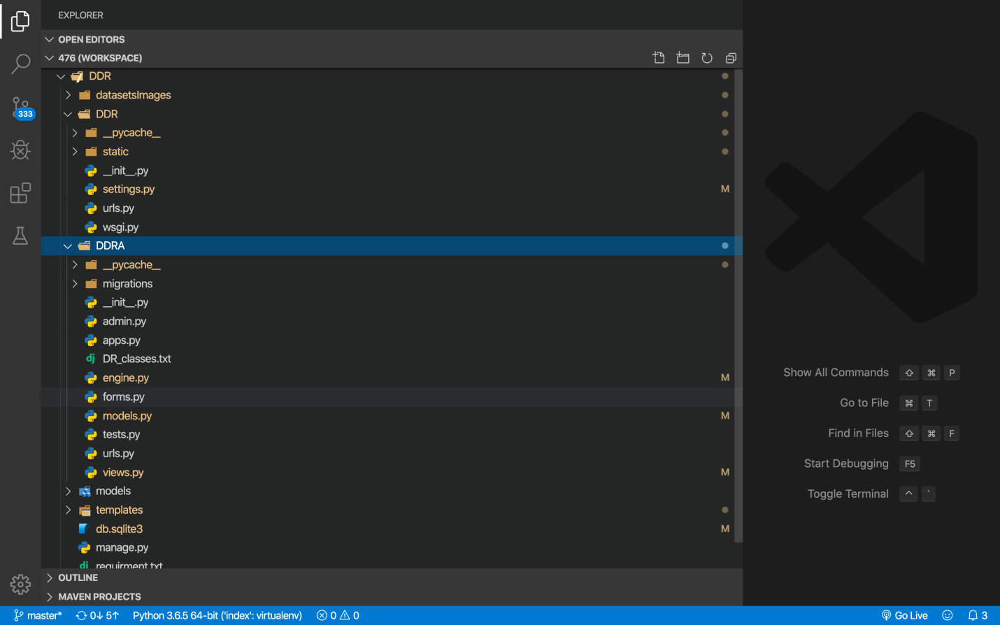 EXPLORER
OPEN EDITORS
476 (WORKSPACE)
DDR
datasetsImages
DDR
__pycache__
static
__init__.py
settings.py M
urls.py
wsgi.py
DDRA
__pycache__
migrations
__init__.py
admin.py
apps.py
dj DR_classes.txt
engine.py M
forms.py
models.py M
tests.py
urls.py
views.py M
models
templates
db.sqlite3 M
manage.py
dj requirment.txt
OUTLINE
MAVEN PROJECTS
333
Show All Commands ⇧ ⌘ P
Go to File ⌘ T
Find in Files ⇧ ⌘ F
Start Debugging F5
Toggle Terminal ^ `
master* 0↓ 5↑ Python 3.6.5 64-bit ('index': virtualenv) 0 0 Go Live 3